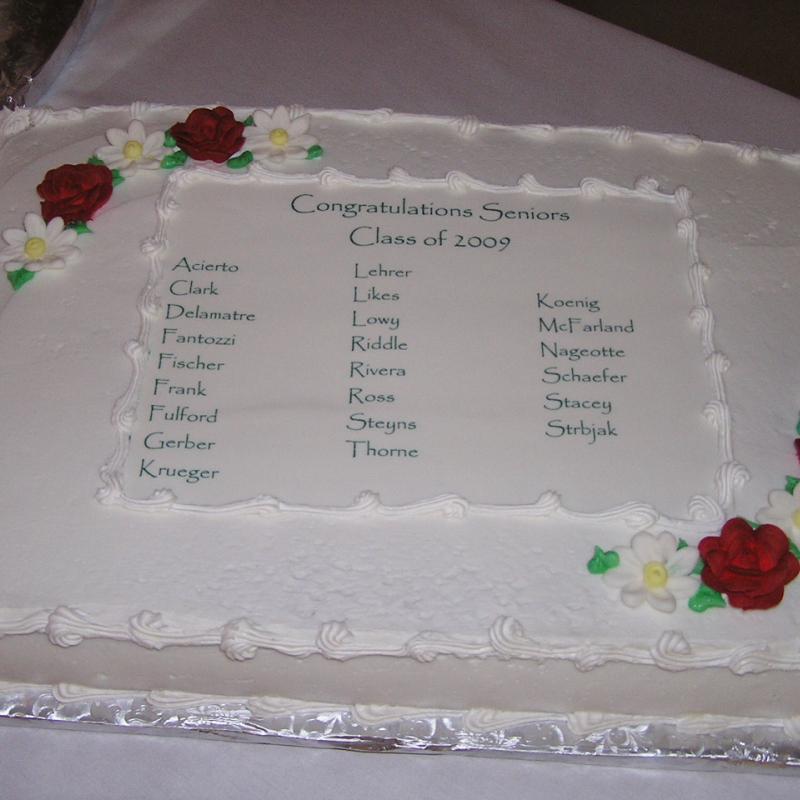 Congratulations Seniors
Class of 2009
Acierto
Clark
Delamatre
Fantozzi
Fischer
Frank
Fulford
Gerber
Krueger
Lehrer
Likes
Lowy
Riddle
Rivera
Ross
Steyns
Thorne
Koenig
McFarland
Nageotte
Schaefer
Stacey
Strbjak